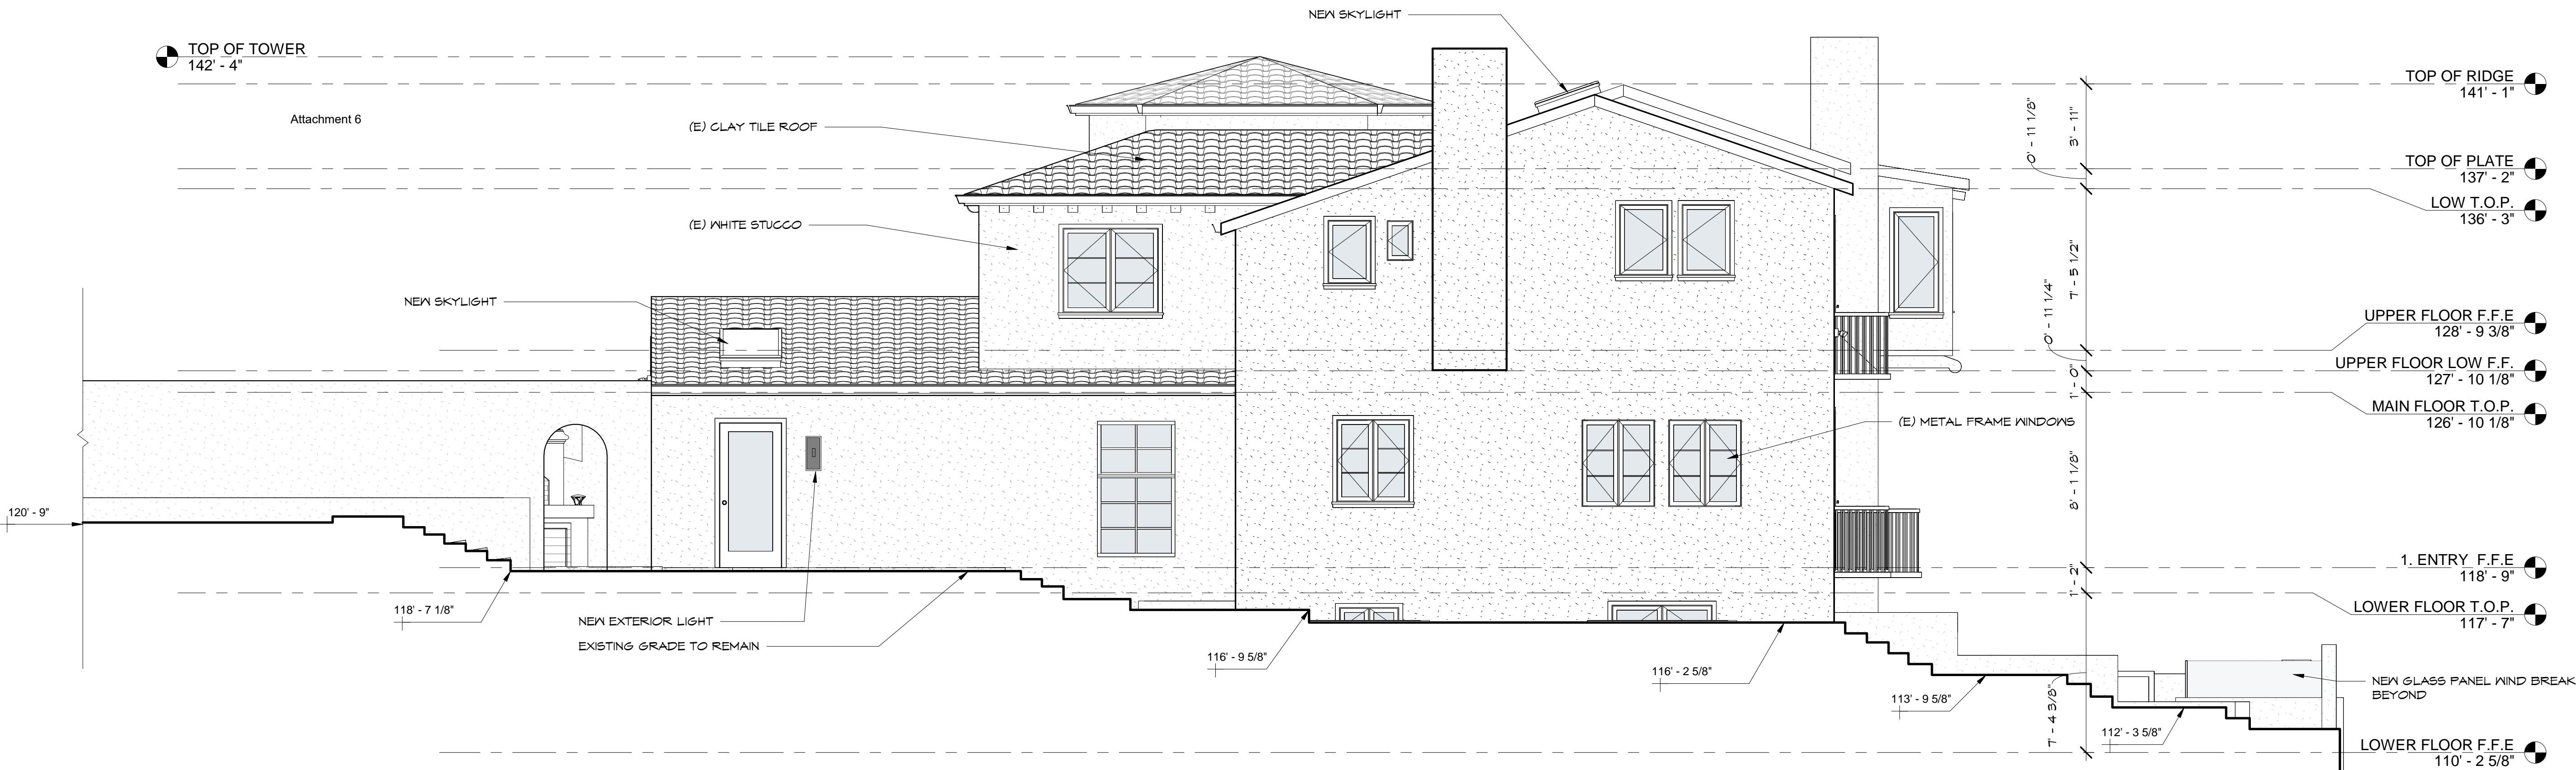 NEW SKYLIGHT
TOP OF TOWER
142' - 4"
TOP OF RIDGE
141' - 1"
Attachment 6
(E) CLAY TILE ROOF
0' - 11 1/8"
3' - 11"
TOP OF PLATE
137' - 2"
LOW T.O.P.
136' - 3"
(E) WHITE STUCCO
7' - 5 1/2"
NEW SKYLIGHT
0' - 11 1/4"
UPPER FLOOR F.F.E
128' - 9 3/8"
UPPER FLOOR LOW F.F.
127' - 10 1/8"
1' - 0"
MAIN FLOOR T.O.P.
126' - 10 1/8"
(E) METAL FRAME WINDOWS
8' - 1 1/8"
120' - 9"
1. ENTRY F.F.E
118' - 9"
1' - 2"
LOWER FLOOR T.O.P.
117' - 7"
118' - 7 1/8"
NEW EXTERIOR LIGHT
EXISTING GRADE TO REMAIN
116' - 9 5/8"
116' - 2 5/8"
113' - 9 5/8"
NEW GLASS PANEL WIND BREAK
BEYOND
7' - 4 3/8"
112' - 3 5/8"
LOWER FLOOR F.F.E
110' - 2 5/8"